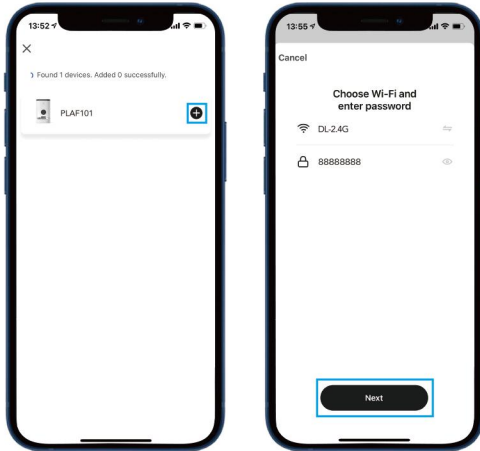 13:52
Found 1 devices. Added 0 successfully.
PLAF101
13:55
Cancel
Choose Wi-Fi and
enter password
DL-2.4G
88888888
Next